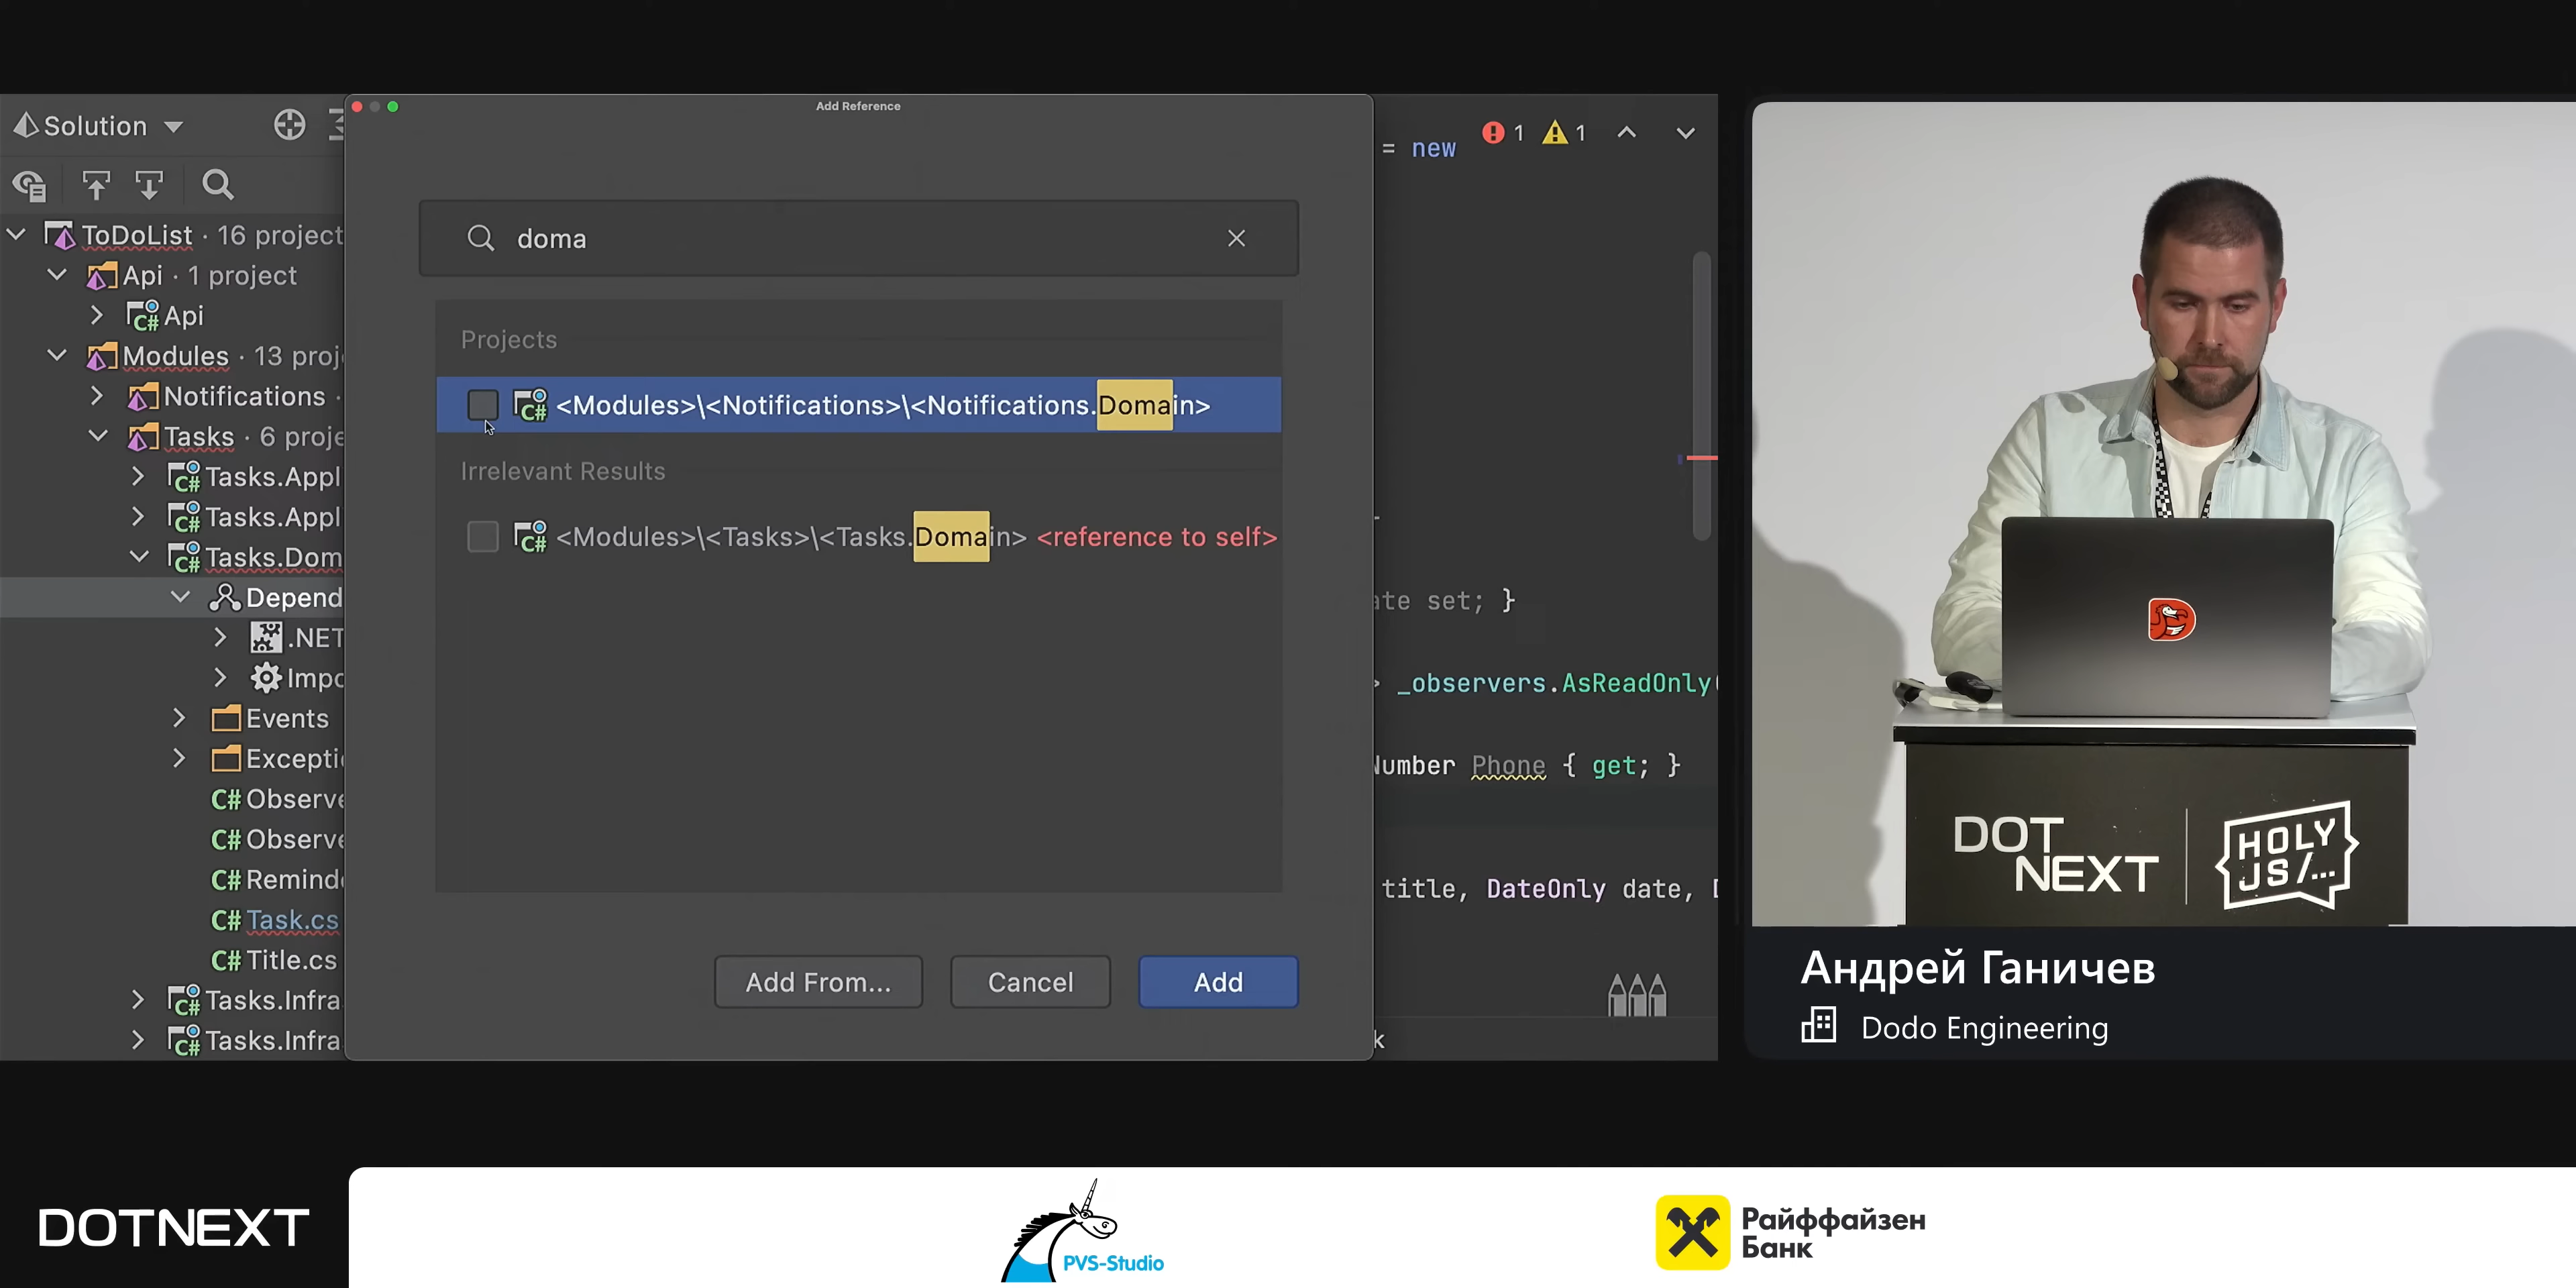 Solution
ToDoList · 16 project
Api · 1 project
C# Api
Modules · 13 proj
Notifications ·
Tasks · 6 proje
C# Tasks.Appl
C# Tasks.Appl
C# Tasks.Dom
Depend
.NET
Impo
Events
Excepti
C# Observe
C# Observe
C# Remind
C# Task.cs
C# Title.cs
C# Tasks.Infra
C# Tasks.Infra
Add Reference
doma
Projects
C# <Modules>\<Notifications>\<Notifications.Domain>
Irrelevant Results
C# <Modules>\<Tasks>\<Tasks.Domain> <reference to self>
Add From...
Cancel
Add
= new
1 1
ate set; }
> _observers.AsReadOnly(
Number Phone { get; }
title, DateOnly date,
k
DOT
NEXT
HOLY
JS/...
Андрей Ганичев
Dodo Engineering
DOTNEXT
PVS-Studio
Райффайзен
Банк